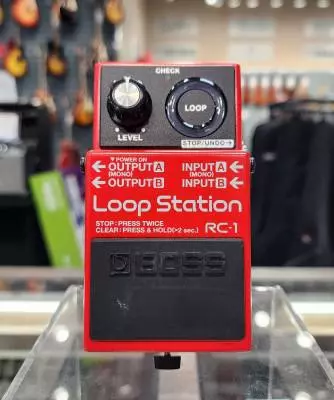 CHECK
LOOP
LEVEL
STOP/UNDO→
▽POWER ON
←OUTPUT A INPUT A←
(MONO) (MONO)
←OUTPUT B INPUT B←
Loop Station
STOP : PRESS TWICE
CLEAR : PRESS & HOLD(>2 sec.) RC-1
BOSS